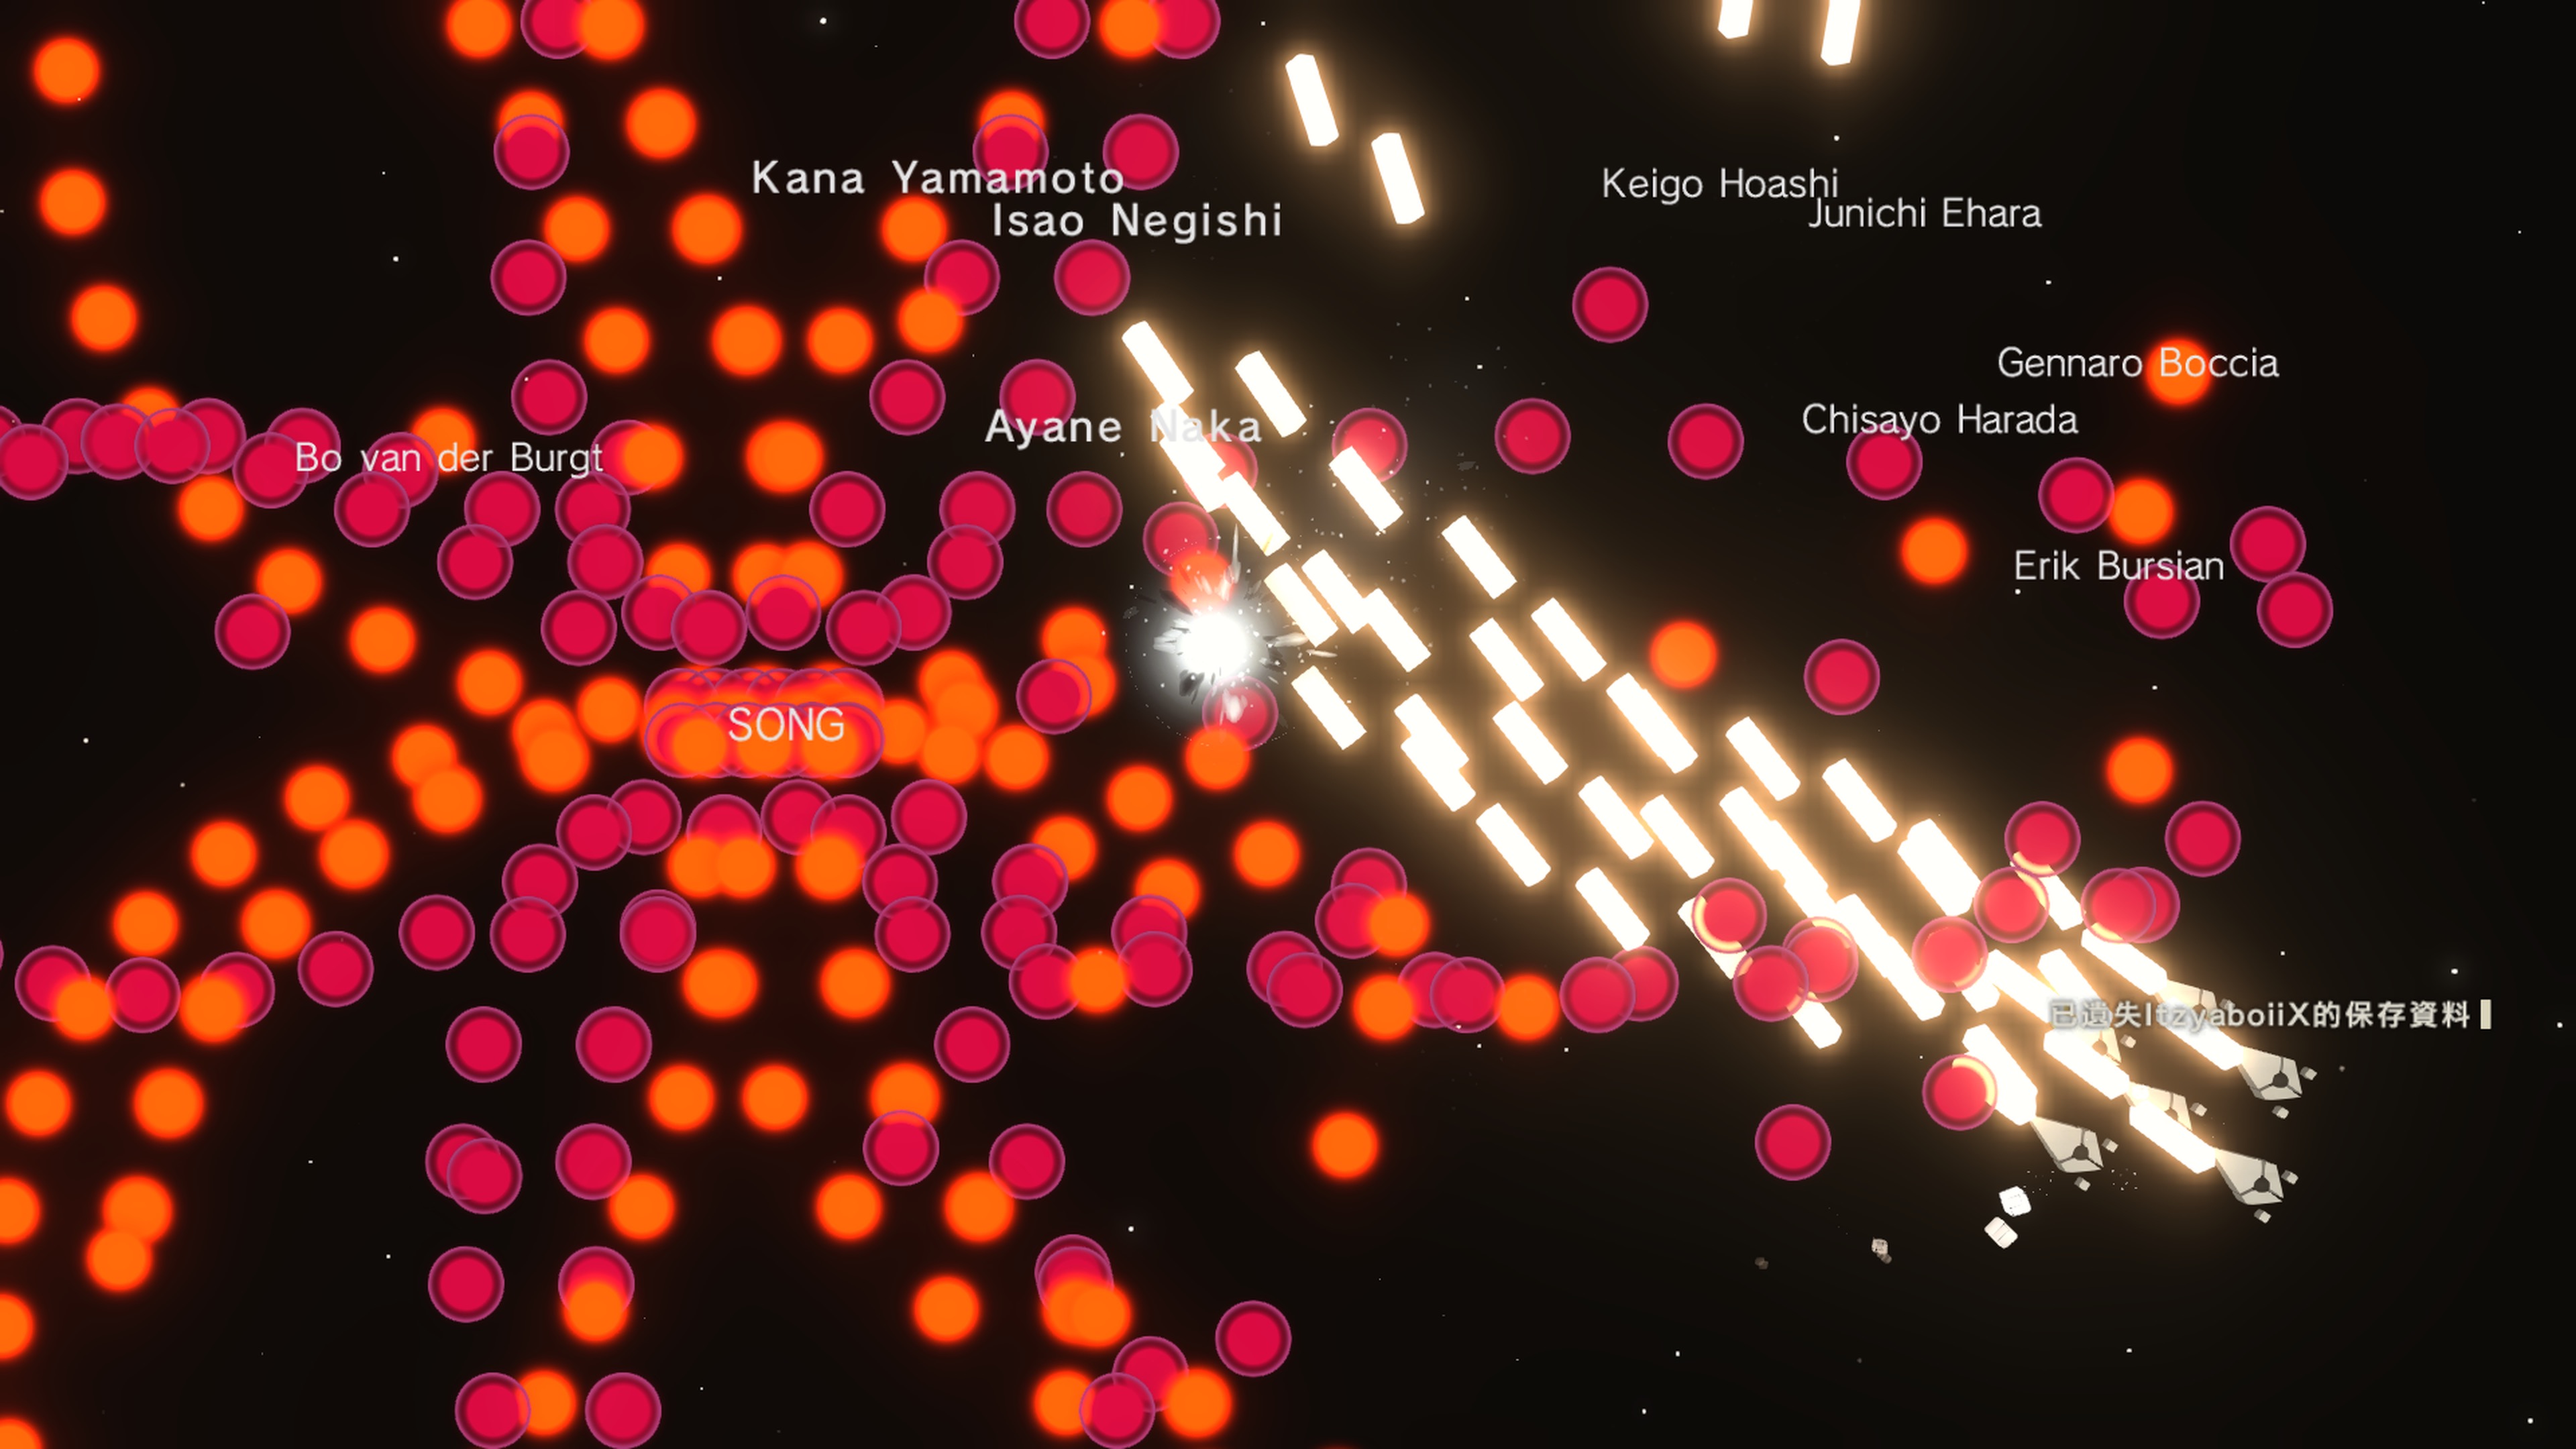 Kana Yamamoto
Isao Negishi
Keigo Hoashi
Junichi Ehara
Gennaro Boccia
Chisayo Harada
Ayane Naka
Bo van der Burgt
Erik Bursian
SONG
已遺失ItzyaboiiX的保存資料